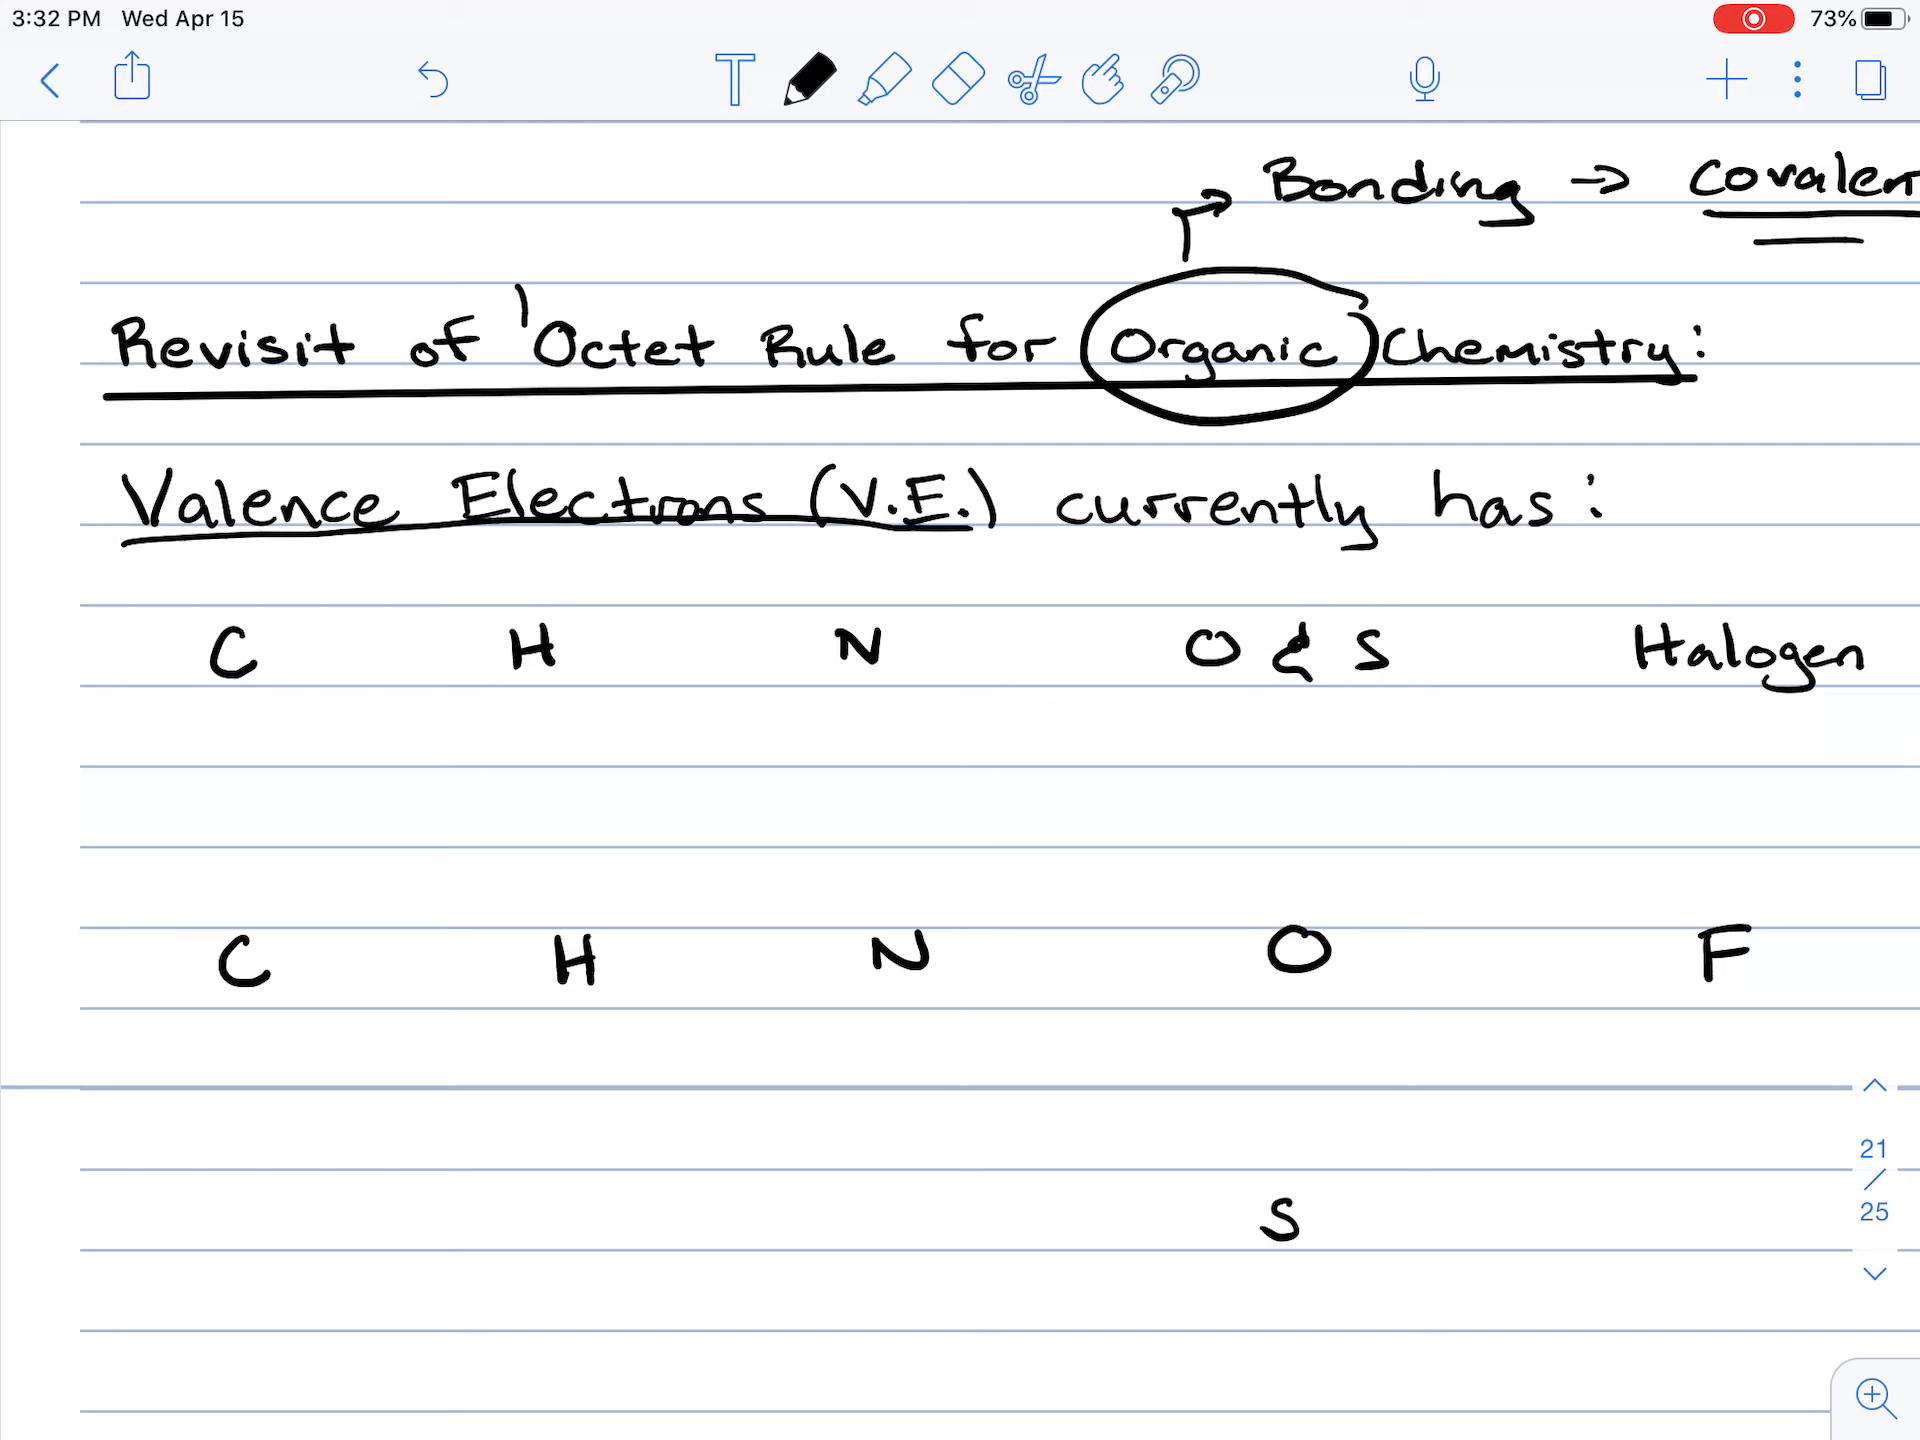 3:32 PM Wed Apr 15 73%
Bonding → Covalen
Revisit of Octet Rule for Organic Chemistry:
Valence Electrons (V.E.) currently has:
C H N O & S Halogen
C H N O F
21
/
25
S